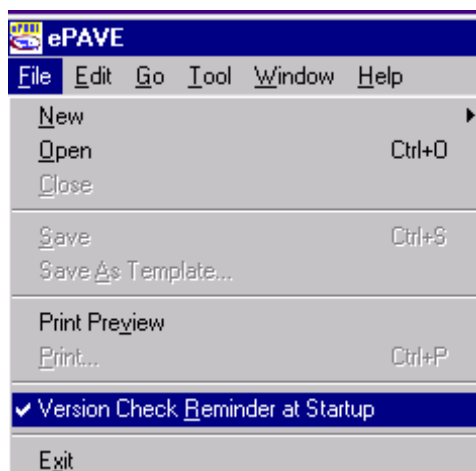 ePAVE
File Edit Go Tool Window Help
New
Open Ctrl+O
Close
Save Ctrl+S
Save As Template...
Print Preview
Print... Ctrl+P
Version Check Reminder at Startup
Exit